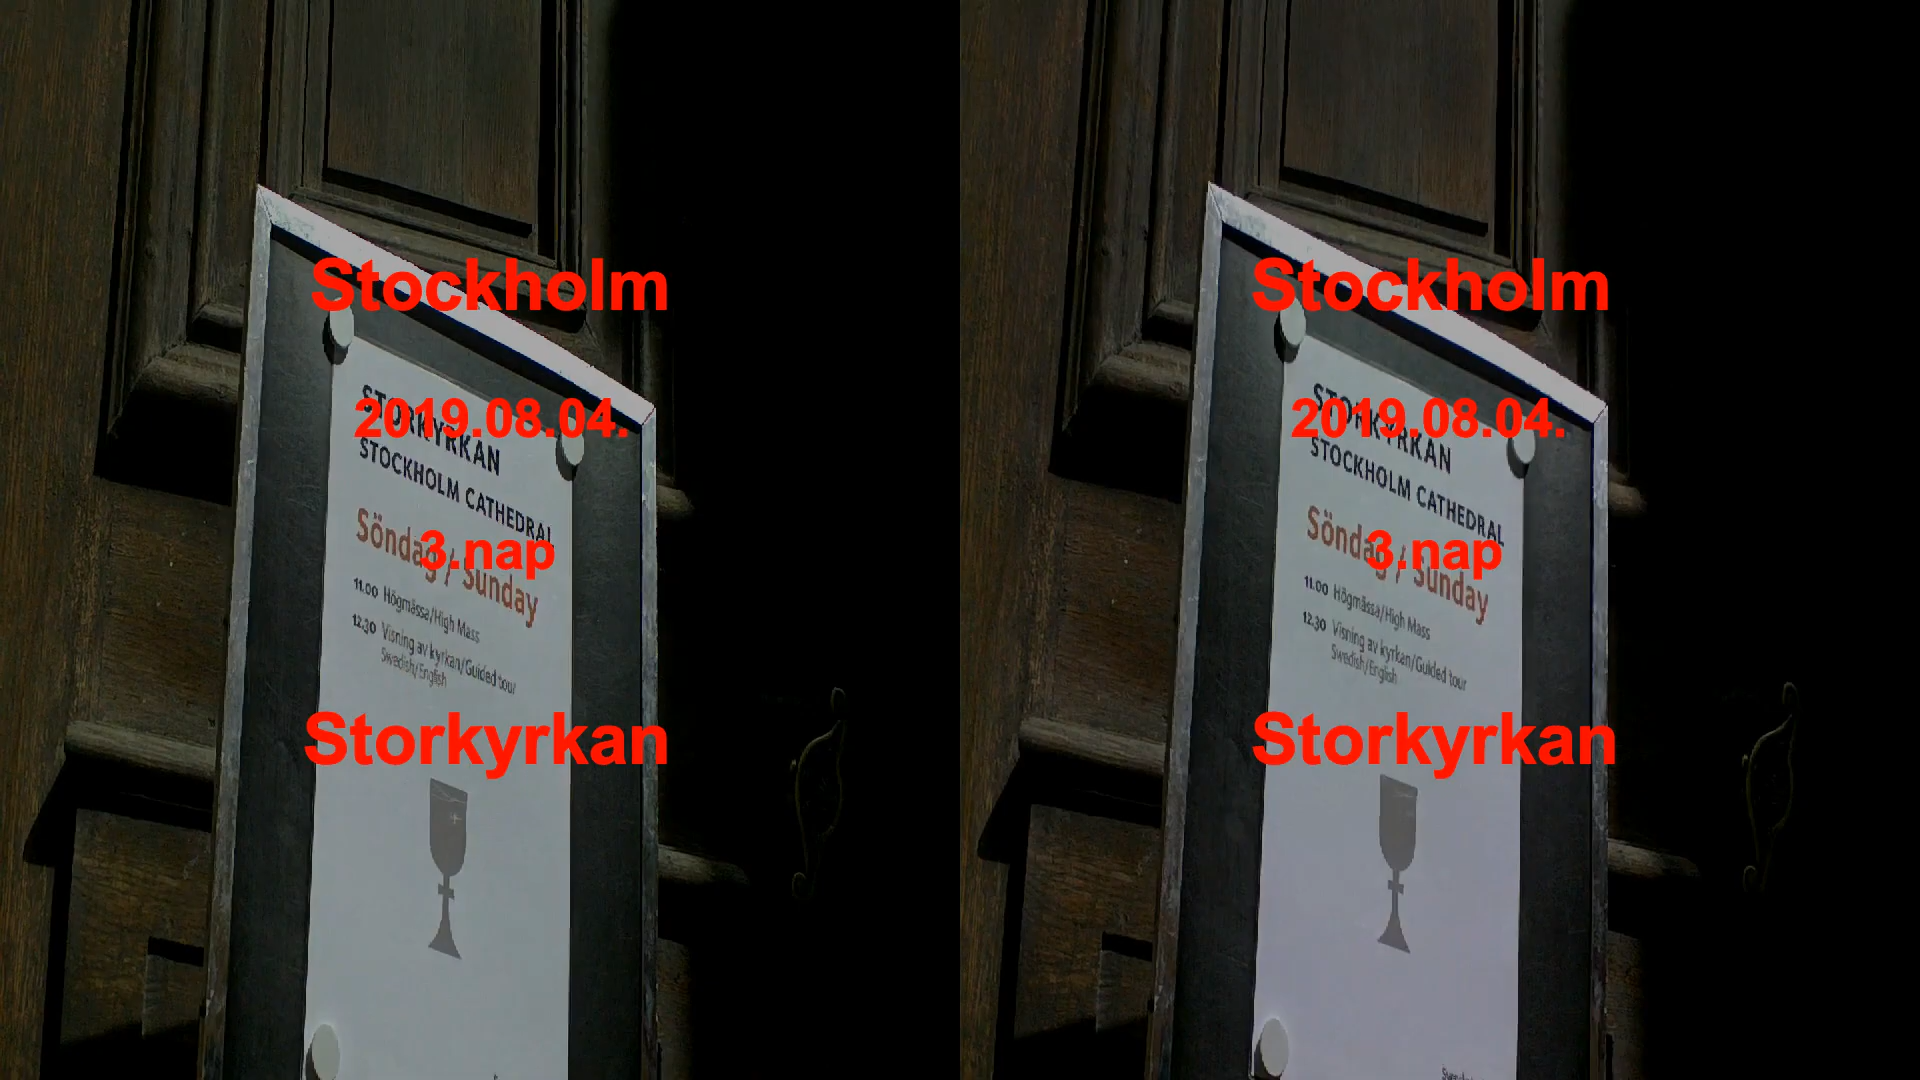 Stockholm
2019.08.04.
3.nap
Storkyrkan
STORKYRKAN
STOCKHOLM CATHEDRAL
Söndag / Sunday
11.00 Högmässa/High Mass
12.30 Visning av kyrkan/Guided tour
Swedish/English
Stockholm
2019.08.04.
3.nap
Storkyrkan
STORKYRKAN
STOCKHOLM CATHEDRAL
Söndag / Sunday
11.00 Högmässa/High Mass
12.30 Visning av kyrkan/Guided tour
Swedish/English